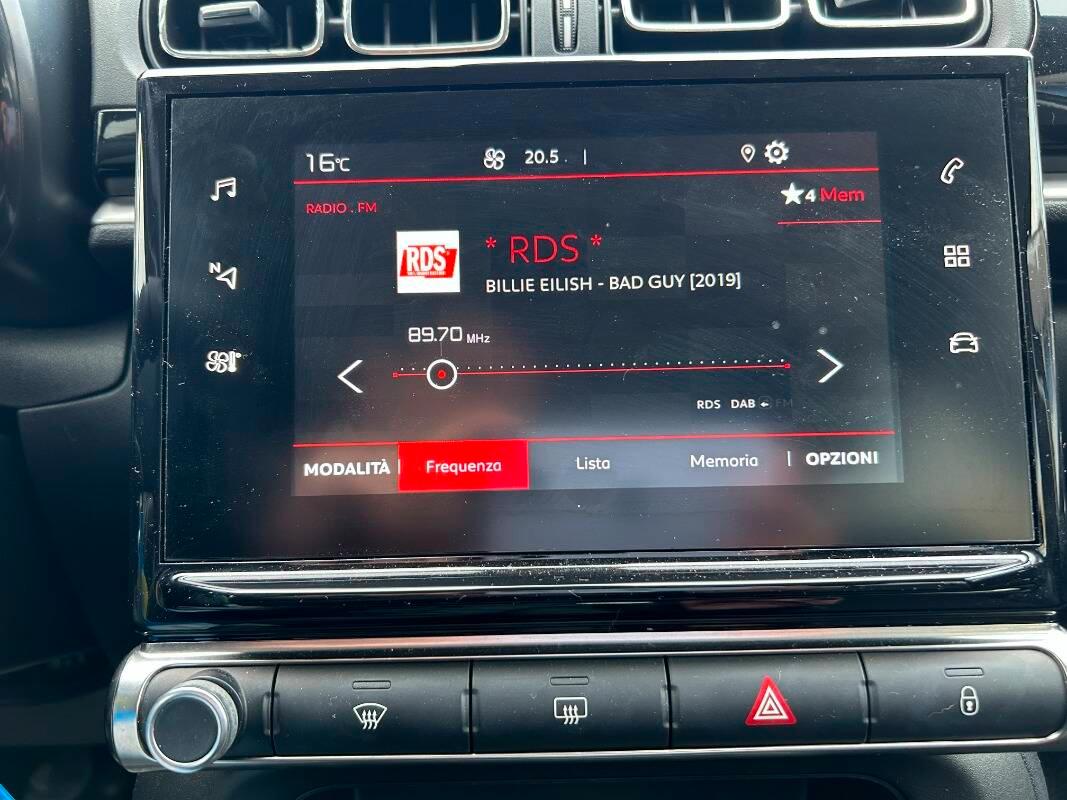 16°C
20.5
4 Mem
RADIO . FM
RDS
* RDS *
BILLIE EILISH - BAD GUY [2019]
N
89.70 MHz
RDS DAB FM
MODALITÀ Frequenza Lista Memoria OPZIONI